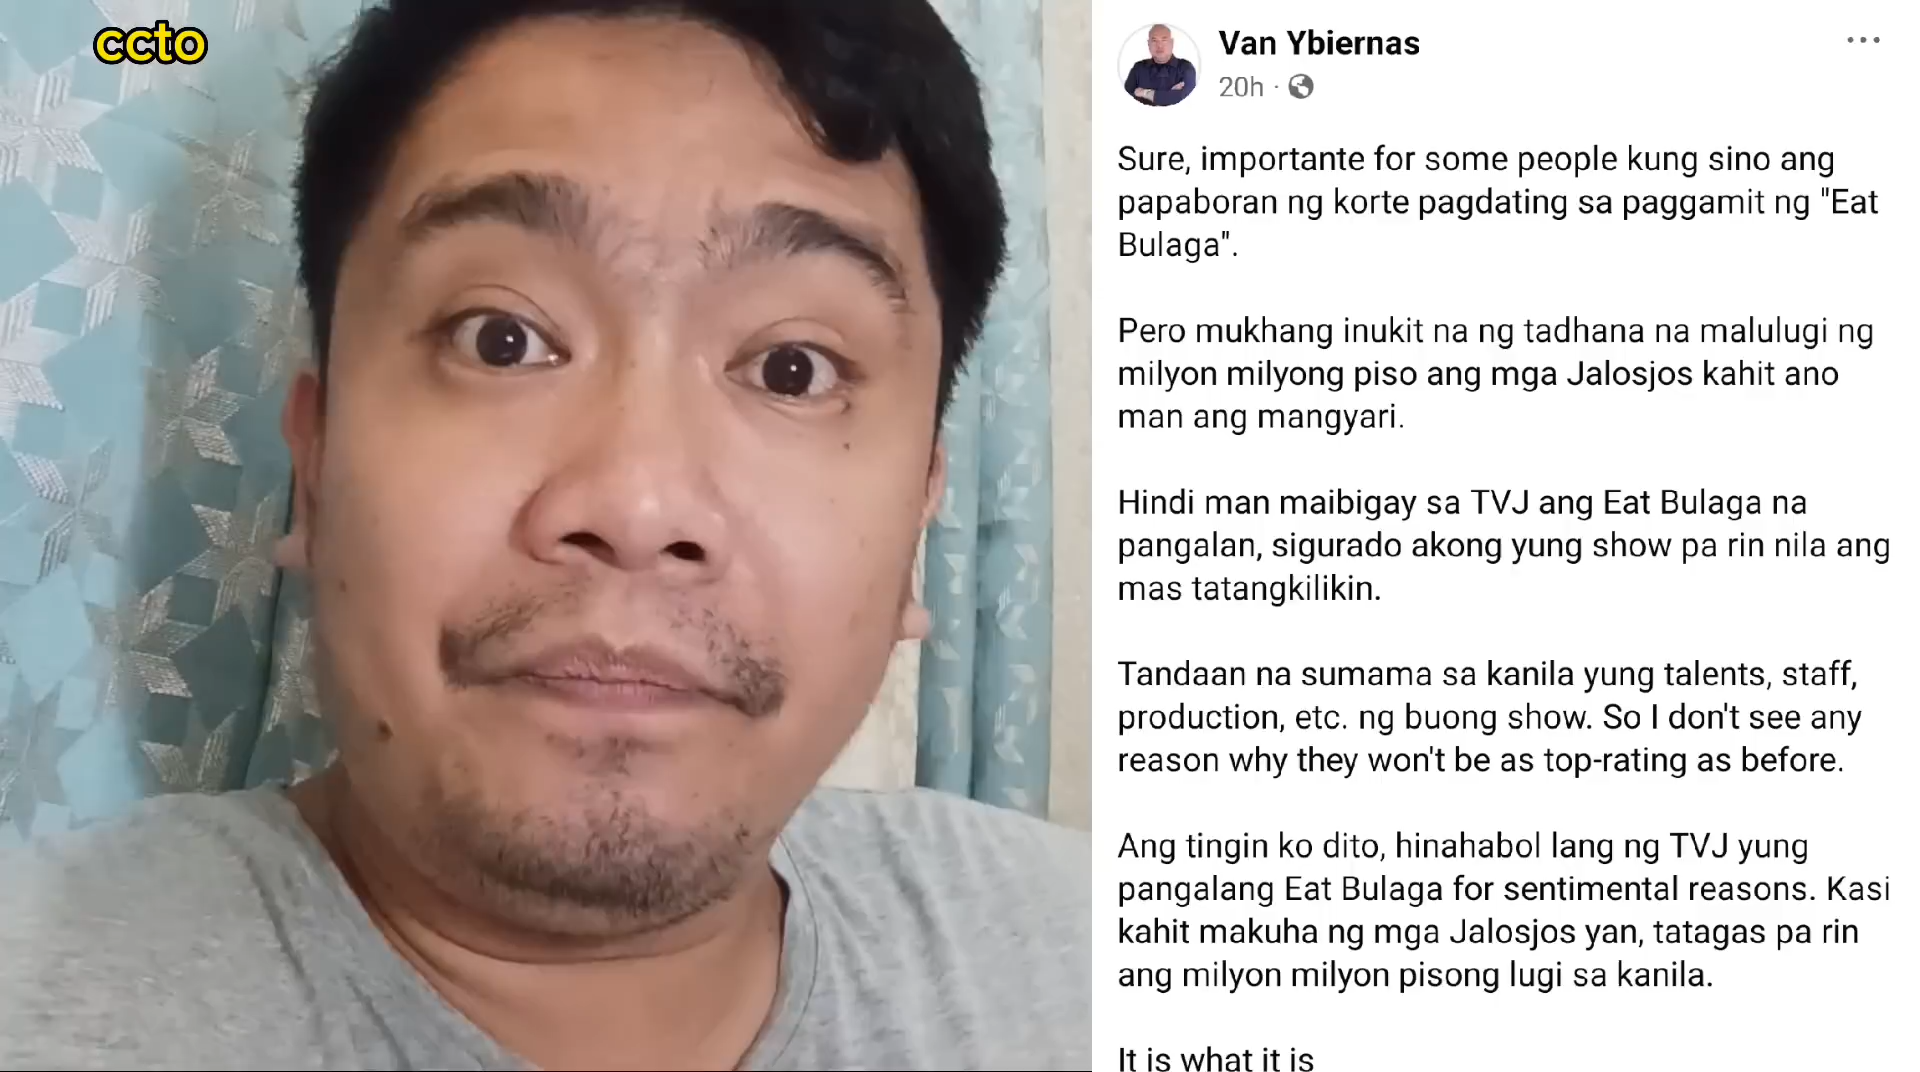 ccto
Van Ybiernas
20h ·
Sure, importante for some people kung sino ang
papaboran ng korte pagdating sa paggamit ng "Eat
Bulaga".
Pero mukhang inukit na ng tadhana na malulugi ng
milyon milyong piso ang mga Jalosjos kahit ano
man ang mangyari.
Hindi man maibigay sa TVJ ang Eat Bulaga na
pangalan, sigurado akong yung show pa rin nila ang
mas tatangkilikin.
Tandaan na sumama sa kanila yung talents, staff,
production, etc. ng buong show. So I don't see any
reason why they won't be as top-rating as before.
Ang tingin ko dito, hinahabol lang ng TVJ yung
pangalang Eat Bulaga for sentimental reasons. Kasi
kahit makuha ng mga Jalosjos yan, tatagas pa rin
ang milyon milyon pisong lugi sa kanila.
It is what it is